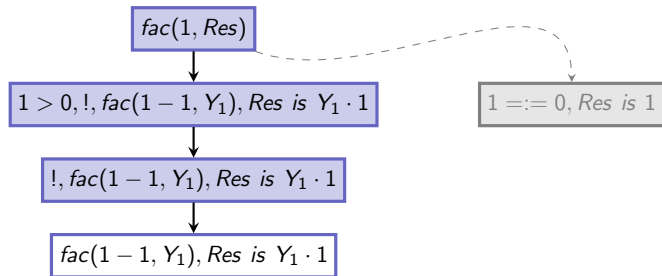 fac(1, Res)
1 > 0, !, fac(1 − 1, Y₁), Res is Y₁ · 1
1 =:= 0, Res is 1
!, fac(1 − 1, Y₁), Res is Y₁ · 1
fac(1 − 1, Y₁), Res is Y₁ · 1